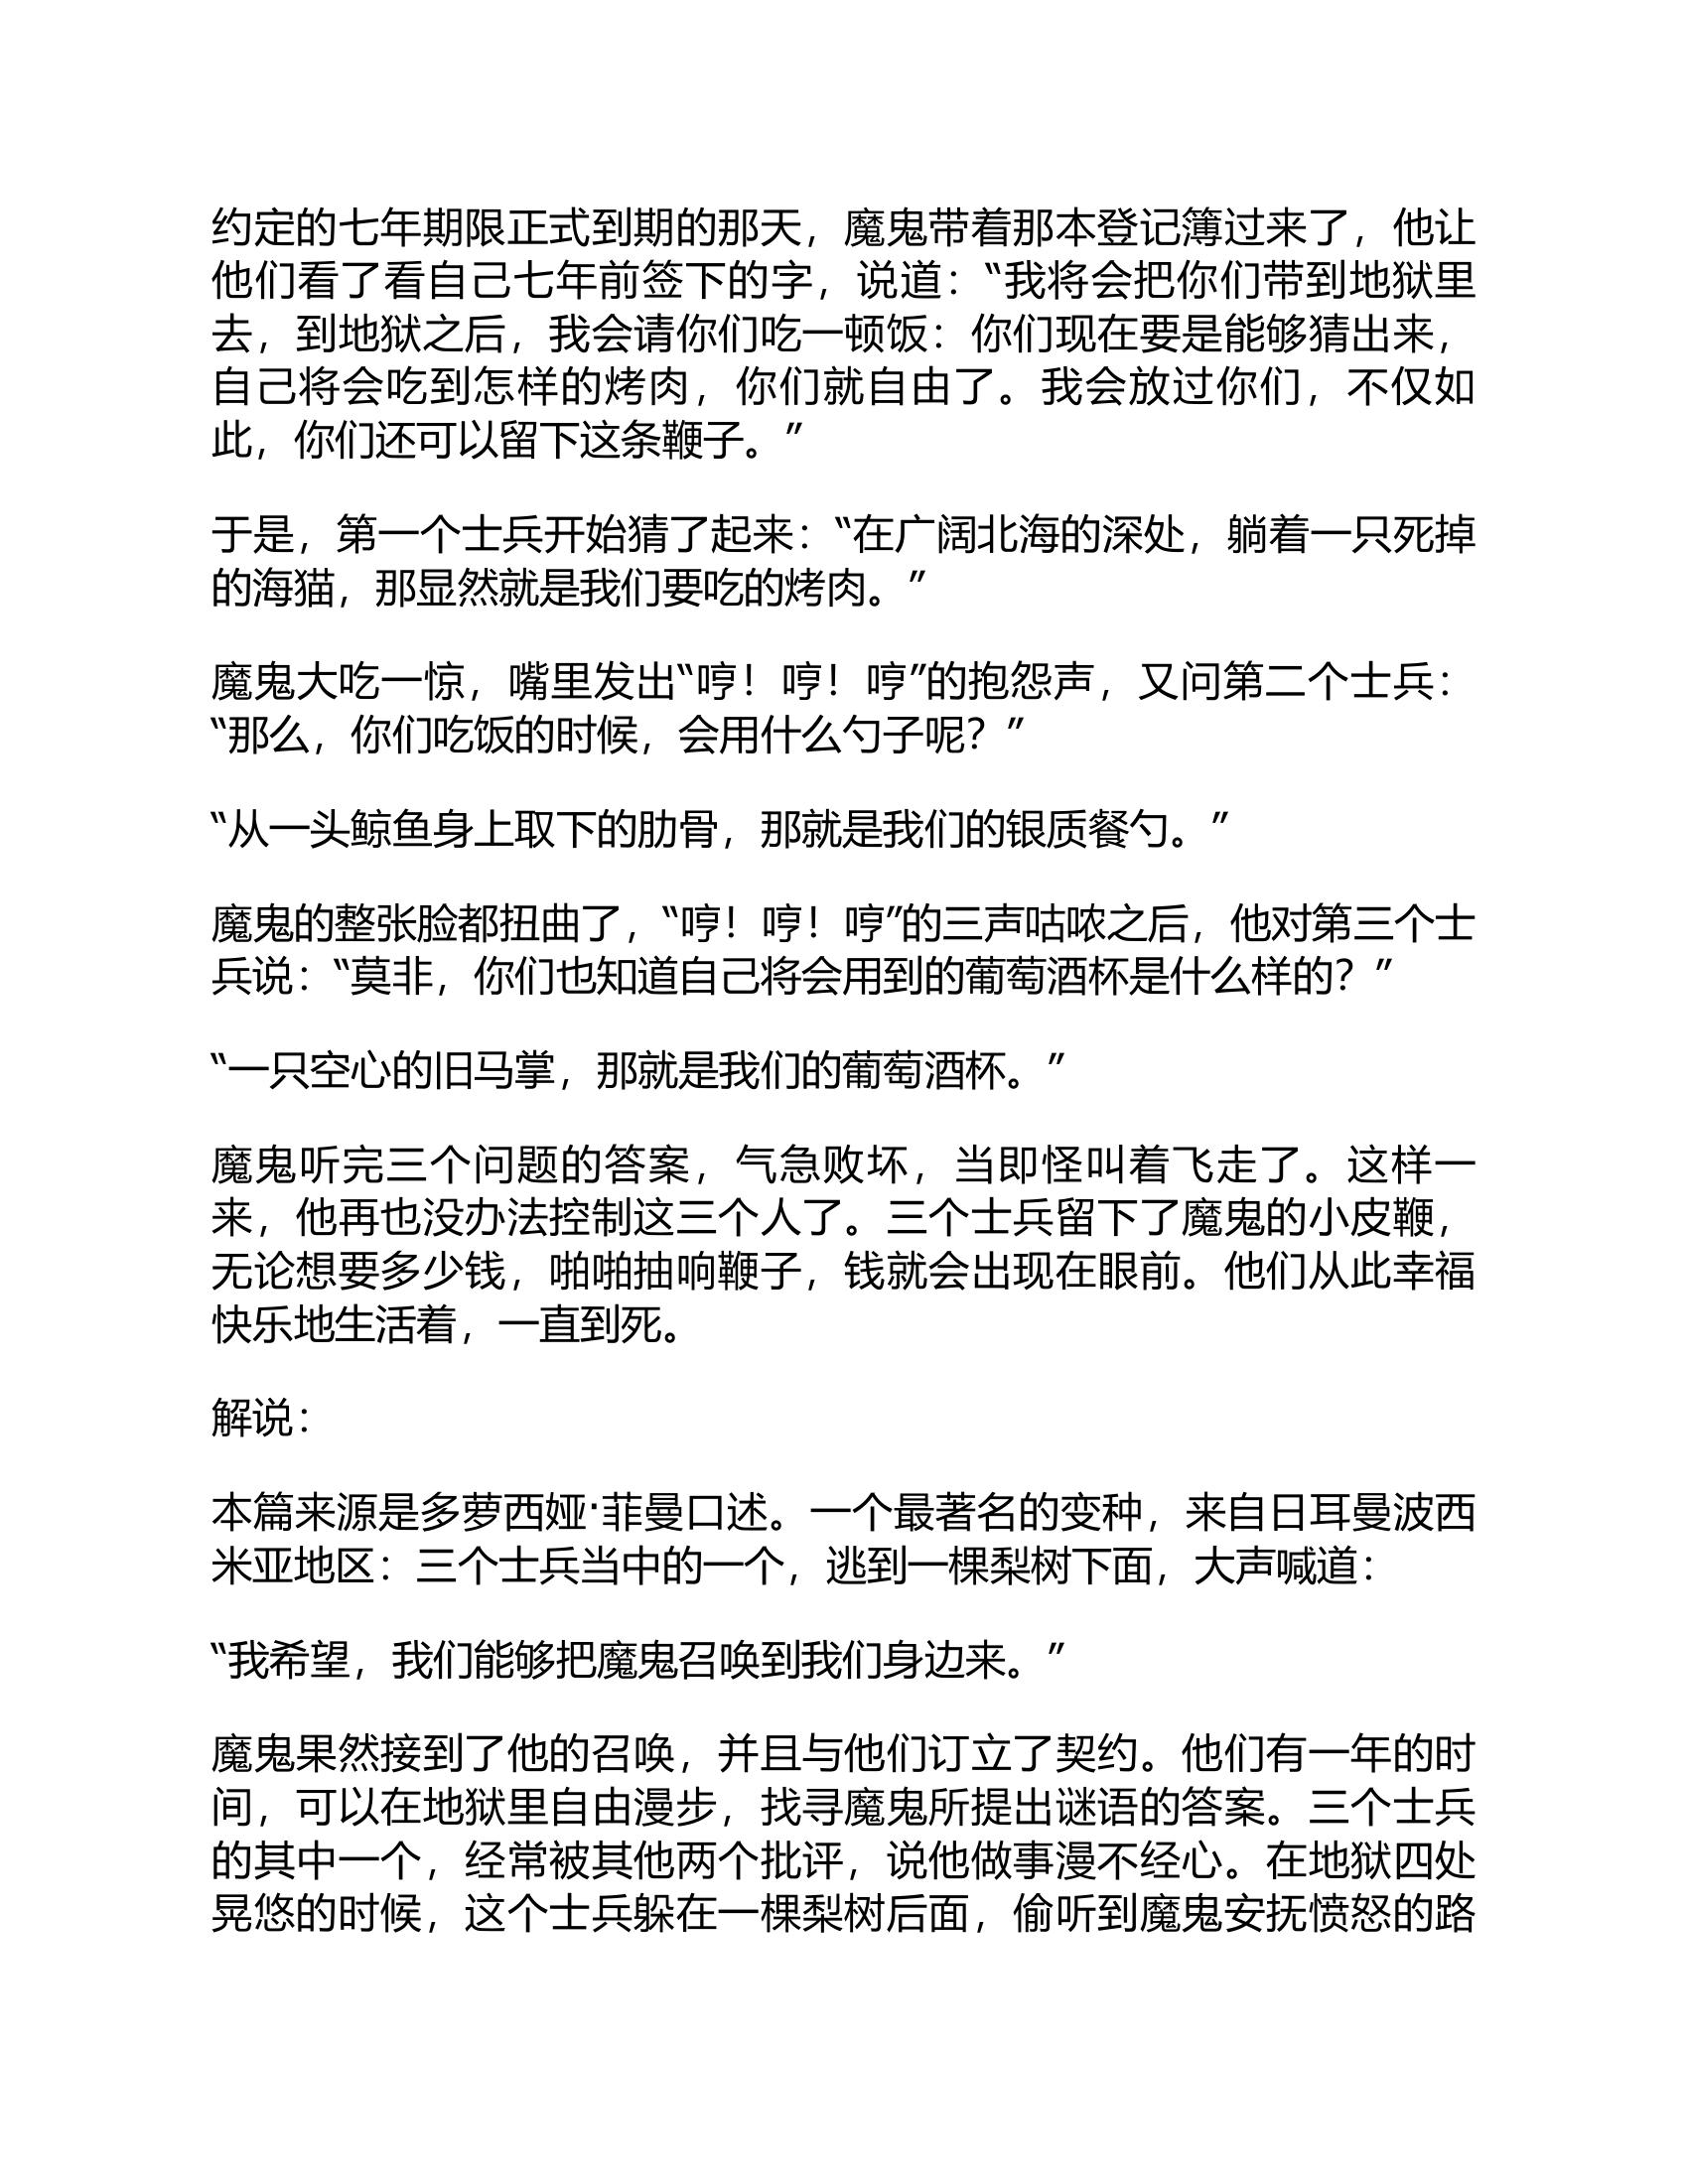 约定的七年期限正式到期的那天，魔鬼带着那本登记簿过来了，他让
他们看了看自己七年前签下的字，说道：“我将会把你们带到地狱里
去，到地狱之后，我会请你们吃一顿饭：你们现在要是能够猜出来，
自己将会吃到怎样的烤肉，你们就自由了。我会放过你们，不仅如
此，你们还可以留下这条鞭子。”
于是，第一个士兵开始猜了起来：“在广阔北海的深处，躺着一只死掉
的海猫，那显然就是我们要吃的烤肉。”
魔鬼大吃一惊，嘴里发出“哼！哼！哼”的抱怨声，又问第二个士兵：
“那么，你们吃饭的时候，会用什么勺子呢？”
“从一头鲸鱼身上取下的肋骨，那就是我们的银质餐勺。”
魔鬼的整张脸都扭曲了，“哼！哼！哼”的三声咕哝之后，他对第三个士
兵说：“莫非，你们也知道自己将会用到的葡萄酒杯是什么样的？”
“一只空心的旧马掌，那就是我们的葡萄酒杯。”
魔鬼听完三个问题的答案，气急败坏，当即怪叫着飞走了。这样一
来，他再也没办法控制这三个人了。三个士兵留下了魔鬼的小皮鞭，
无论想要多少钱，啪啪抽响鞭子，钱就会出现在眼前。他们从此幸福
快乐地生活着，一直到死。
解说：
本篇来源是多萝西娅·菲曼口述。一个最著名的变种，来自日耳曼波西
米亚地区：三个士兵当中的一个，逃到一棵梨树下面，大声喊道：
“我希望，我们能够把魔鬼召唤到我们身边来。”
魔鬼果然接到了他的召唤，并且与他们订立了契约。他们有一年的时
间，可以在地狱里自由漫步，找寻魔鬼所提出谜语的答案。三个士兵
的其中一个，经常被其他两个批评，说他做事漫不经心。在地狱四处
晃悠的时候，这个士兵躲在一棵梨树后面，偷听到魔鬼安抚愤怒的路